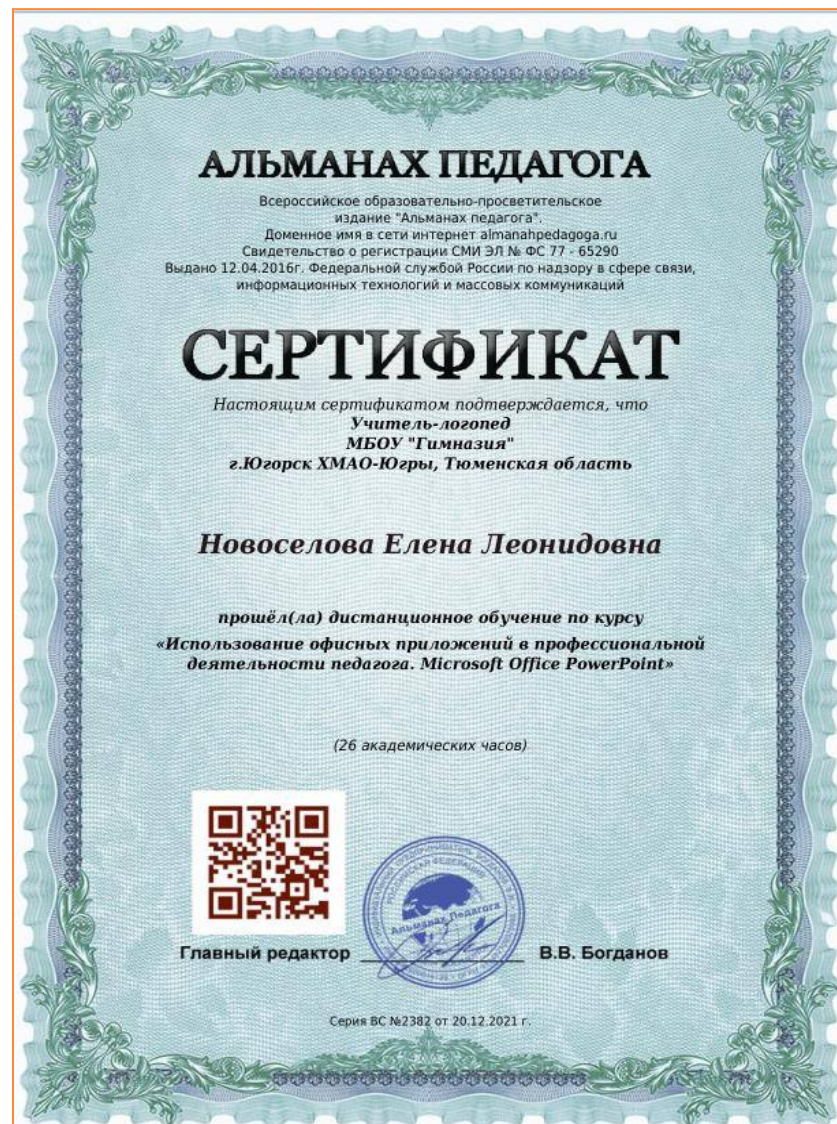 АЛЬМАНАХ ПЕДАГОГА
Всероссийское образовательно-просветительское
издание "Альманах педагога".
Доменное имя в сети интернет almanahpedagoga.ru
Свидетельство о регистрации СМИ ЭЛ № ФС 77 - 65290
Выдано 12.04.2016г. Федеральной службой России по надзору в сфере связи,
информационных технологий и массовых коммуникаций
СЕРТИФИКАТ
Настоящим сертификатом подтверждается, что
Учитель-логопед
МБОУ "Гимназия"
г.Югорск ХМАО-Югры, Тюменская область
Новоселова Елена Леонидовна
прошёл(ла) дистанционное обучение по курсу
«Использование офисных приложений в профессиональной
деятельности педагога. Microsoft Office PowerPoint»
(26 академических часов)
РОССИЙСКАЯ ФЕДЕРАЦИЯ
Альманах Педагога
Главный редактор В.В. Богданов
Серия ВС №2382 от 20.12.2021 г.